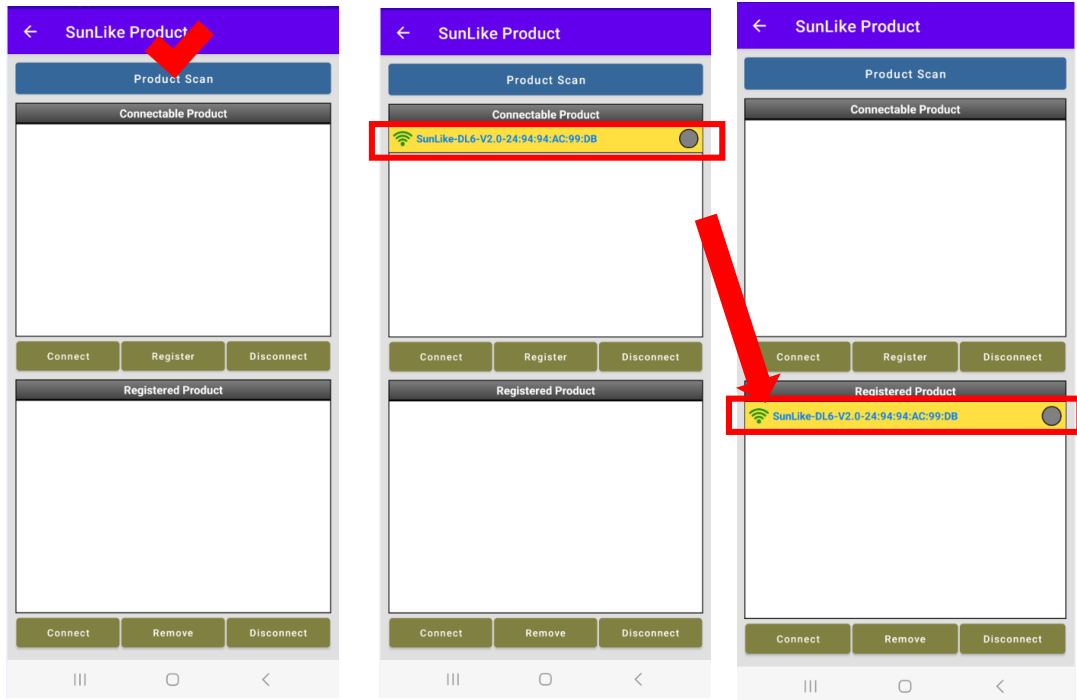 SunLike Product
Product Scan
Connectable Product
Connect Register Disconnect
Registered Product
Connect Remove Disconnect
SunLike Product
Product Scan
Connectable Product
SunLike-DL6-V2.0-24:94:94:AC:99:DB
Connect Register Disconnect
Registered Product
Connect Remove Disconnect
SunLike Product
Product Scan
Connectable Product
Connect Register Disconnect
Registered Product
SunLike-DL6-V2.0-24:94:94:AC:99:DB
Connect Remove Disconnect